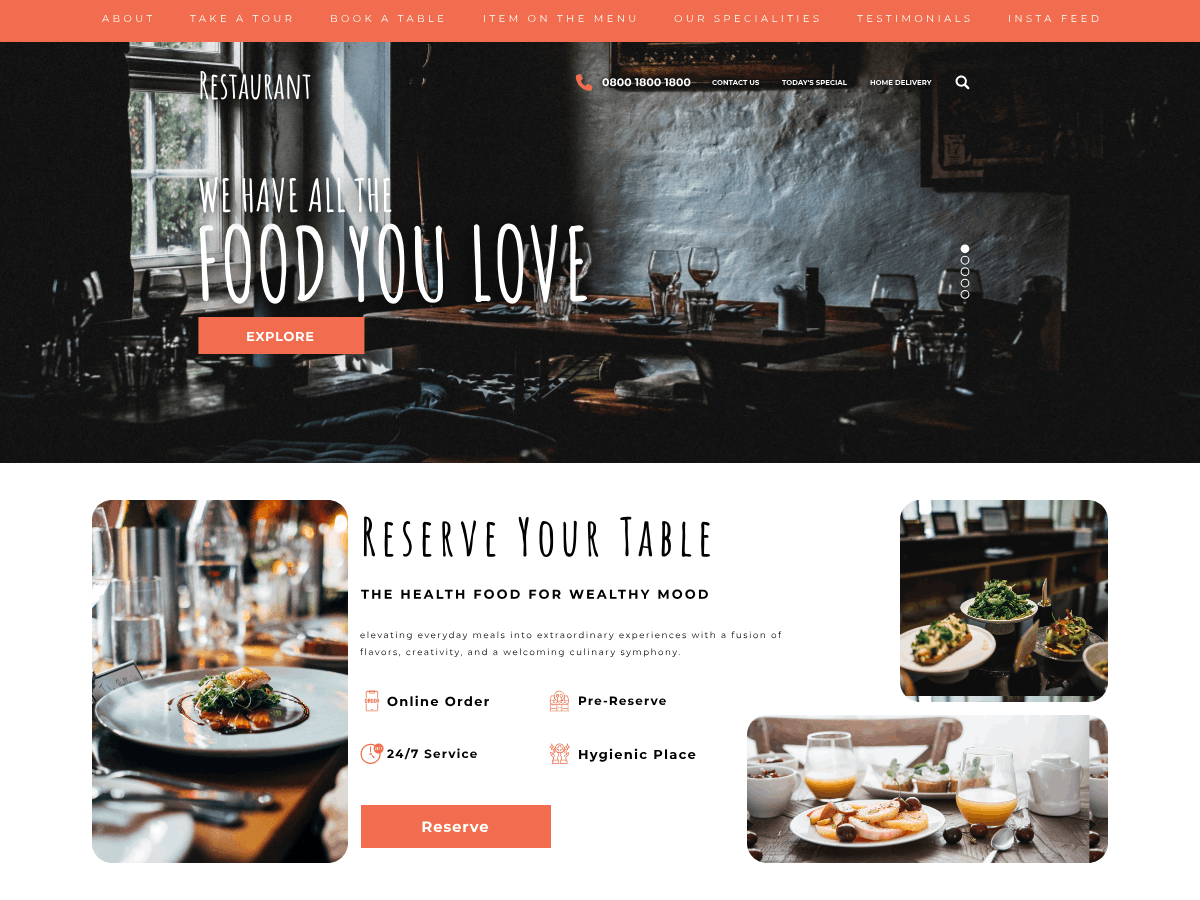 ABOUT TAKE A TOUR BOOK A TABLE ITEM ON THE MENU OUR SPECIALITIES TESTIMONIALS INSTA FEED
RESTAURANT 0800 1800 1800 CONTACT US TODAY'S SPECIAL HOME DELIVERY
WE HAVE ALL THE
FOOD YOU LOVE
EXPLORE
RESERVE YOUR TABLE
THE HEALTH FOOD FOR WEALTHY MOOD
elevating everyday meals into extraordinary experiences with a fusion of
flavors, creativity, and a welcoming culinary symphony.
Online Order Pre-Reserve
24/7 Service Hygienic Place
Reserve